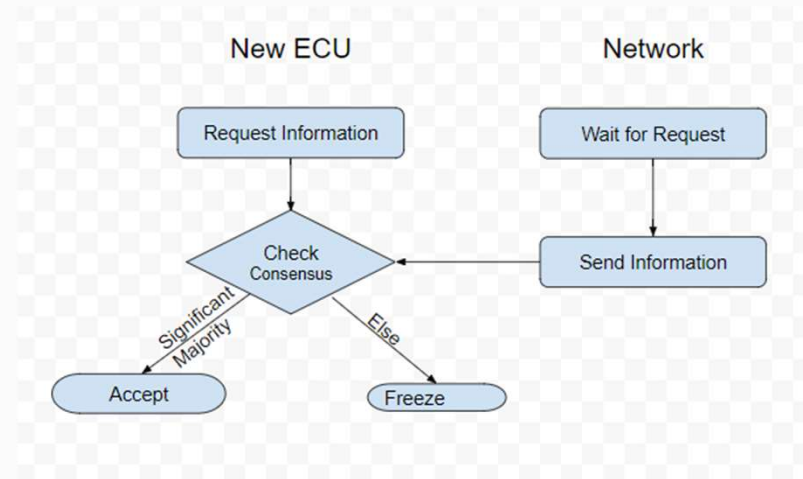 New ECU
Network
Request Information
Wait for Request
Check
Consensus
Send Information
Significant
Majority
Else
Accept
Freeze